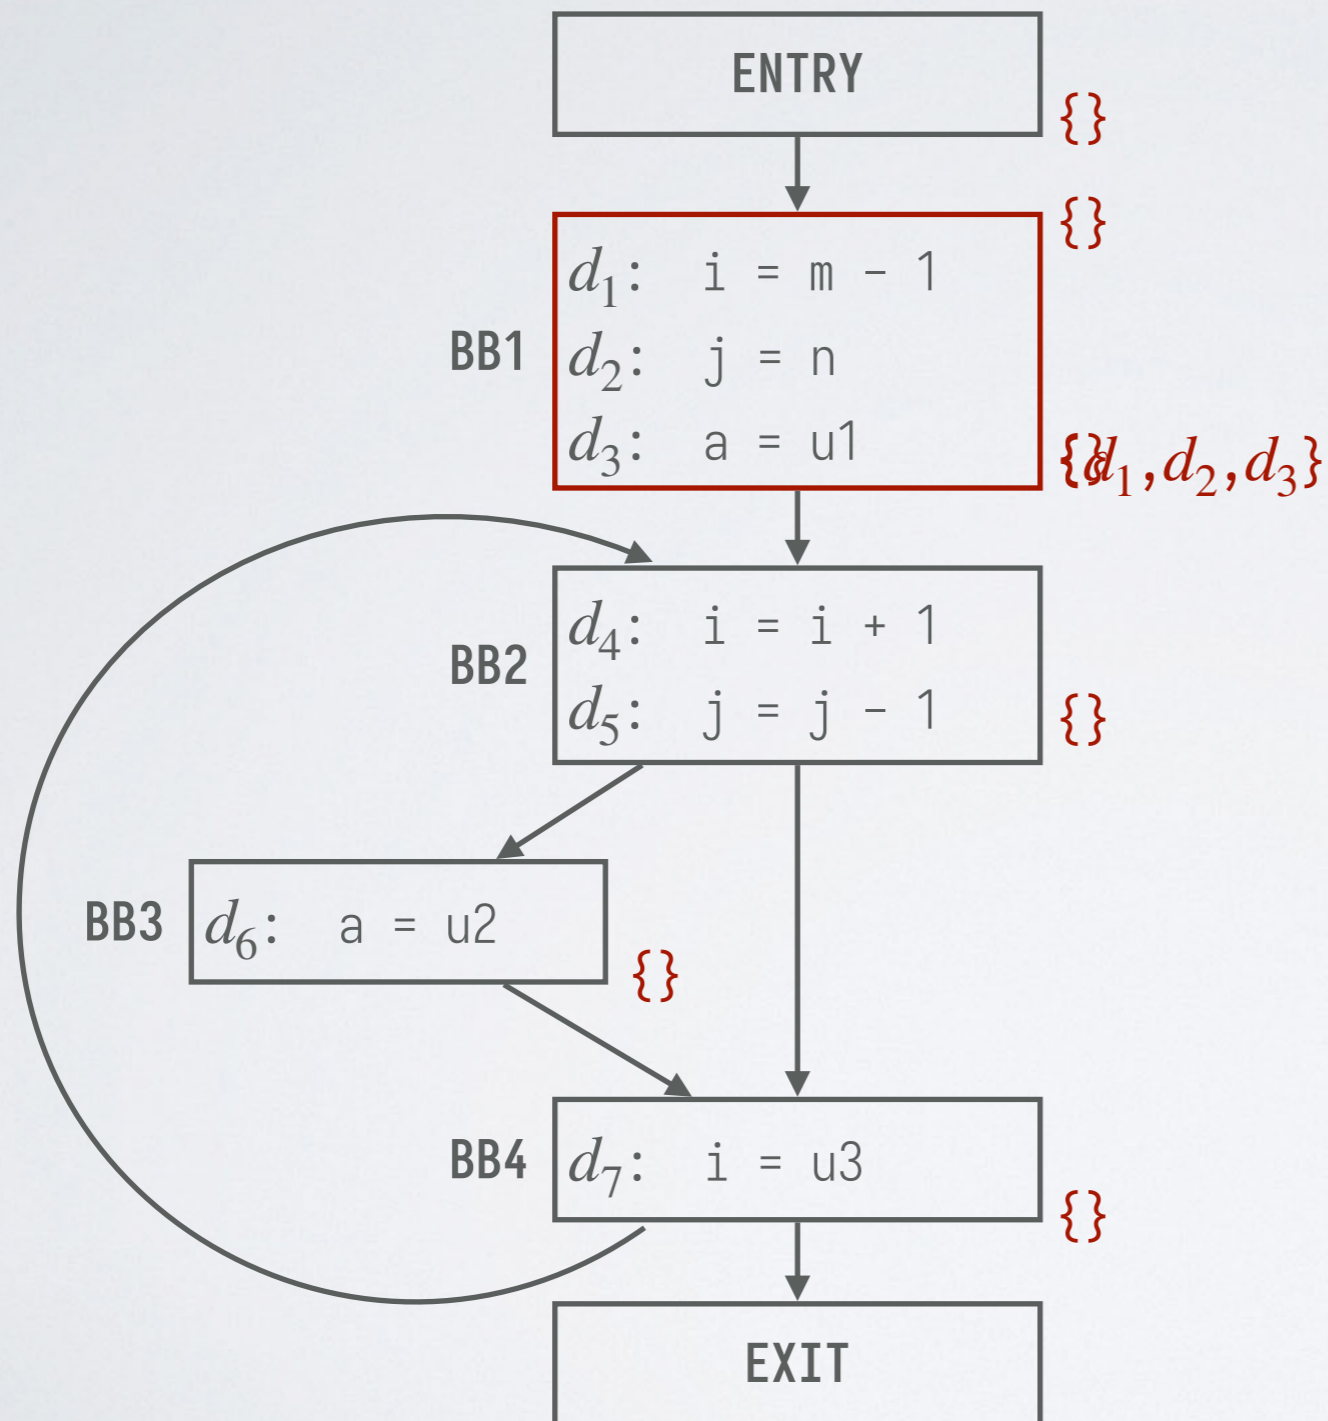 ENTRY
{}
{}
d₁: i = m - 1
BB1 d₂: j = n
d₃: a = u1
{} {d₁,d₂,d₃}
d₄: i = i + 1
BB2
d₅: j = j - 1
{}
BB3 d₆: a = u2
{}
BB4 d₇: i = u3
{}
EXIT